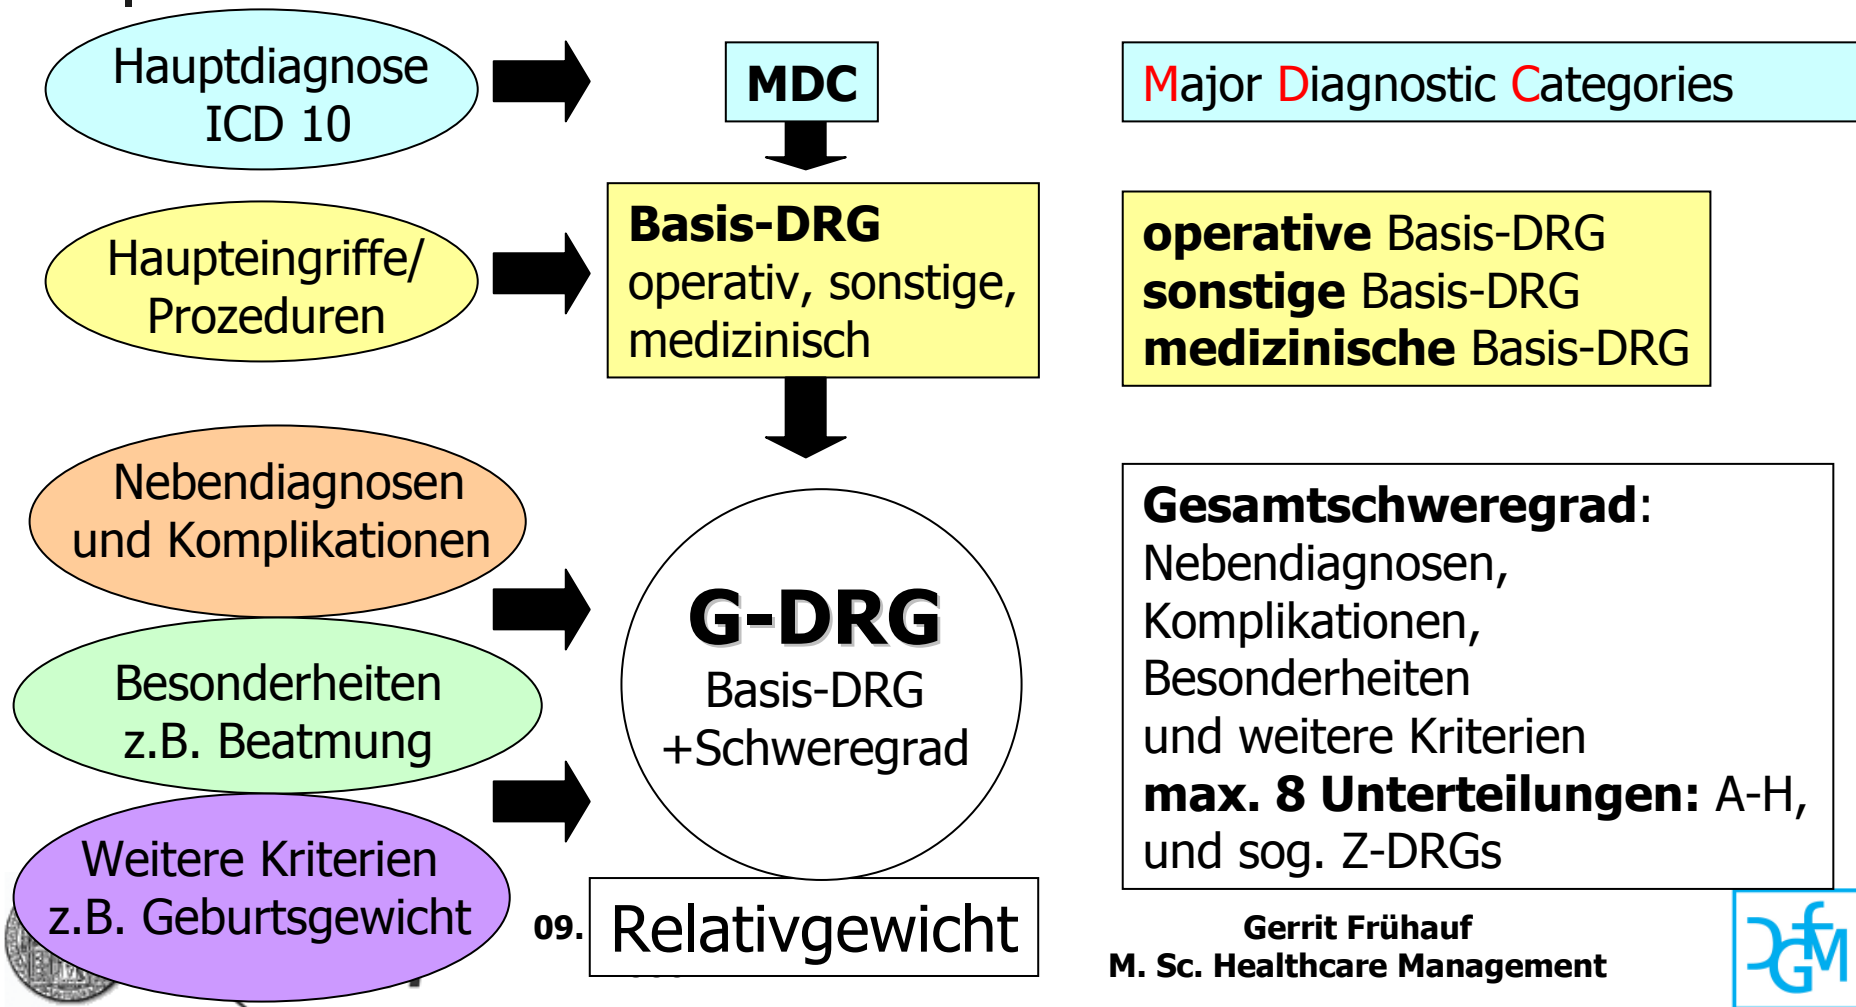 Hauptdiagnose
ICD 10
MDC
Major Diagnostic Categories
Haupteingriffe/
Prozeduren
Basis-DRG
operativ, sonstige,
medizinisch
operative Basis-DRG
sonstige Basis-DRG
medizinische Basis-DRG
Nebendiagnosen
und Komplikationen
Besonderheiten
z.B. Beatmung
Weitere Kriterien
z.B. Geburtsgewicht
G-DRG
Basis-DRG
+Schweregrad
Relativgewicht
Gesamtschweregrad:
Nebendiagnosen,
Komplikationen,
Besonderheiten
und weitere Kriterien
max. 8 Unterteilungen: A-H,
und sog. Z-DRGs
09.
Gerrit Frühauf
M. Sc. Healthcare Management
DGfM